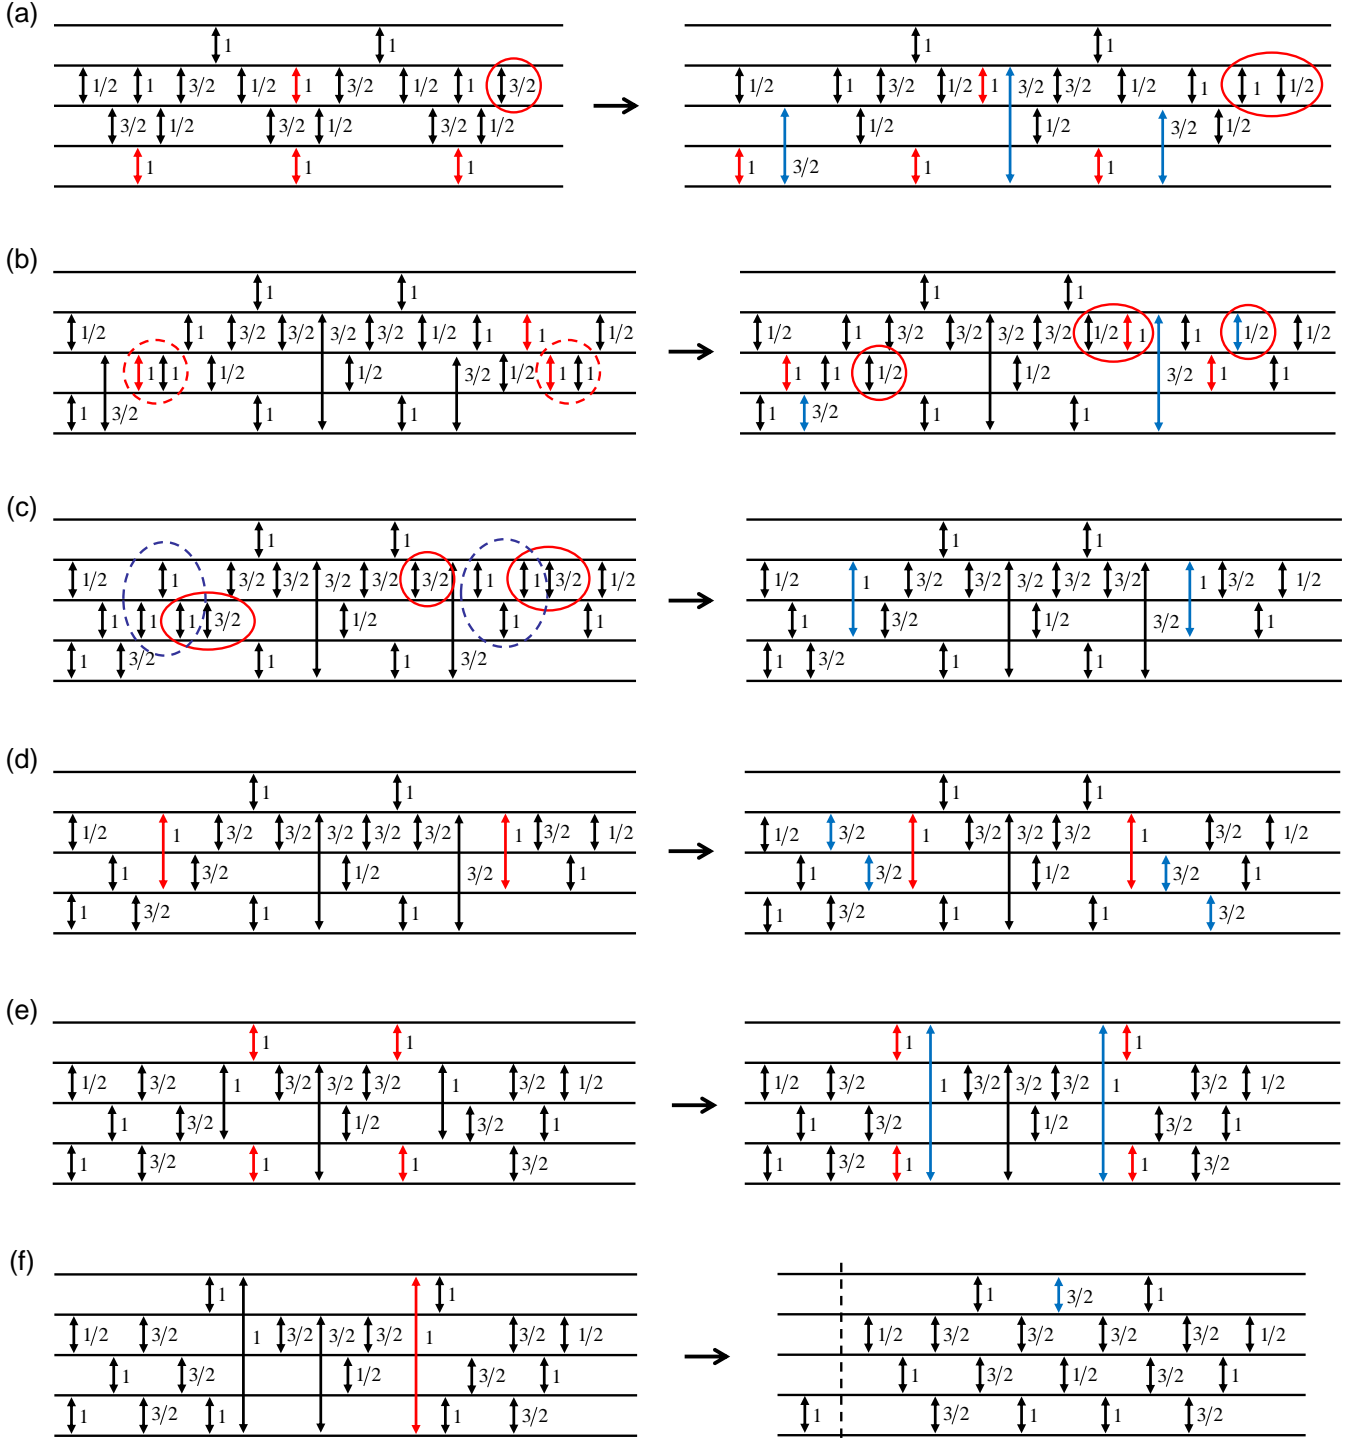 (a)
1 1 1 1
1/2 1 3/2 1/2 1 3/2 1/2 1 3/2 1/2 1 3/2 1/2 1 3/2 3/2 1/2 1 1 1/2
3/2 1/2 3/2 1/2 3/2 1/2 1/2 1/2 3/2 1/2
1 1 1 1 3/2 1 1
(b)
1 1 1 1
1/2 1 3/2 3/2 3/2 3/2 1/2 1 1 1/2 1/2 3/2 3/2 3/2 3/2 1/2 1 1 1/2 1/2
1 1 1/2 1/2 3/2 1/2 1 1 1 1 1/2 1/2 3/2 1 1
1 3/2 1 1 1 3/2 1 1
(c)
1 1 1 1
1/2 1 3/2 3/2 3/2 3/2 3/2 1 1 3/2 1/2 1/2 1 3/2 3/2 3/2 3/2 3/2 1 3/2 1/2
1 1 1 3/2 1/2 1 1 1 3/2 1/2 3/2 1
1 3/2 1 1 3/2 1 3/2 1 1
(d)
1 1 1 1
1/2 1 3/2 3/2 3/2 3/2 3/2 1 3/2 1/2 1/2 3/2 1 3/2 3/2 3/2 1 3/2 1/2
1 3/2 1/2 3/2 1 1 3/2 1/2 3/2 1
1 3/2 1 1 1 3/2 1 1 3/2
(e)
1 1 1 1
1/2 3/2 1 3/2 3/2 3/2 1 3/2 1/2 1/2 3/2 1 3/2 3/2 3/2 1 3/2 1/2
1 3/2 1/2 3/2 1 1 3/2 1/2 3/2 1
1 3/2 1 1 3/2 1 3/2 1 1 3/2
(f)
1 1 1 3/2 1
1/2 3/2 1 3/2 3/2 3/2 1 3/2 1/2 1/2 3/2 3/2 3/2 3/2 1/2
1 3/2 1/2 3/2 1 1 3/2 1/2 3/2 1
1 3/2 1 1 3/2 1 3/2 1 1 3/2